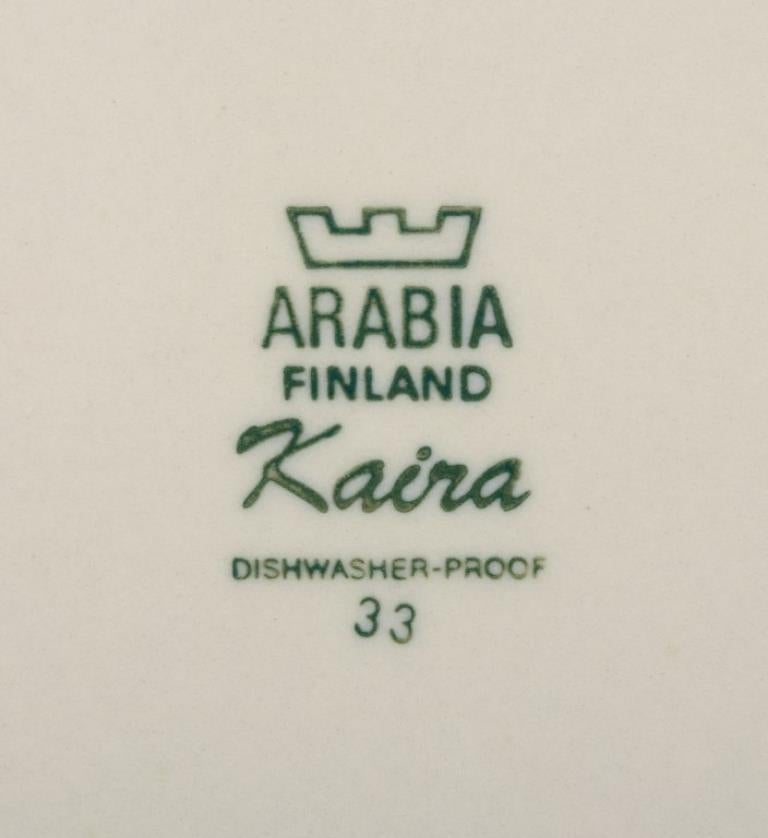 ARABIA
FINLAND
Kaira
DISHWASHER-PROOF
33